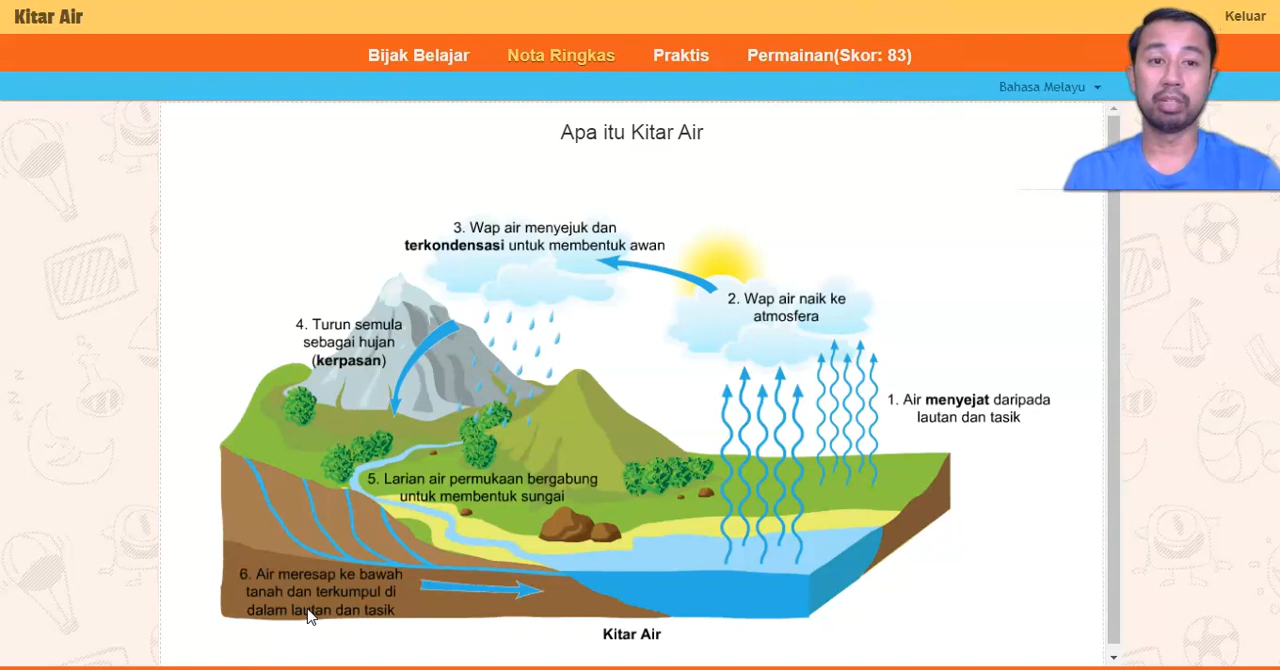 Kitar Air
Keluar
Bijak Belajar
Nota Ringkas
Praktis
Permainan(Skor: 83)
Bahasa Melayu
Apa itu Kitar Air
3. Wap air menyejuk dan
terkondensasi untuk membentuk awan
2. Wap air naik ke
atmosfera
4. Turun semula
sebagai hujan
(kerpasan)
1. Air menyejat daripada
lautan dan tasik
5. Larian air permukaan bergabung
untuk membentuk sungai
6. Air meresap ke bawah
tanah dan terkumpul di
dalam lautan dan tasik
Kitar Air